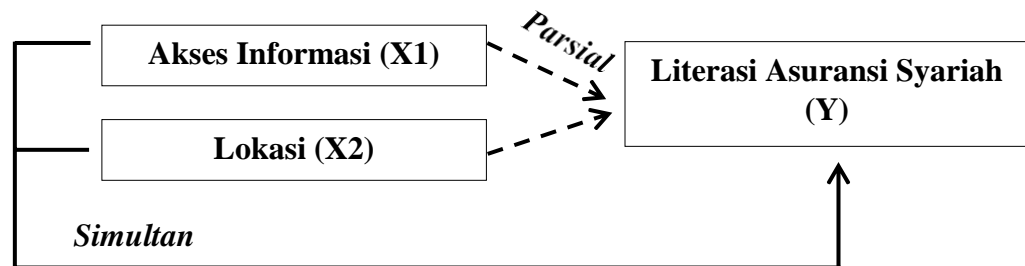 Akses Informasi (X1)
Parsial
Literasi Asuransi Syariah
(Y)
Lokasi (X2)
Simultan